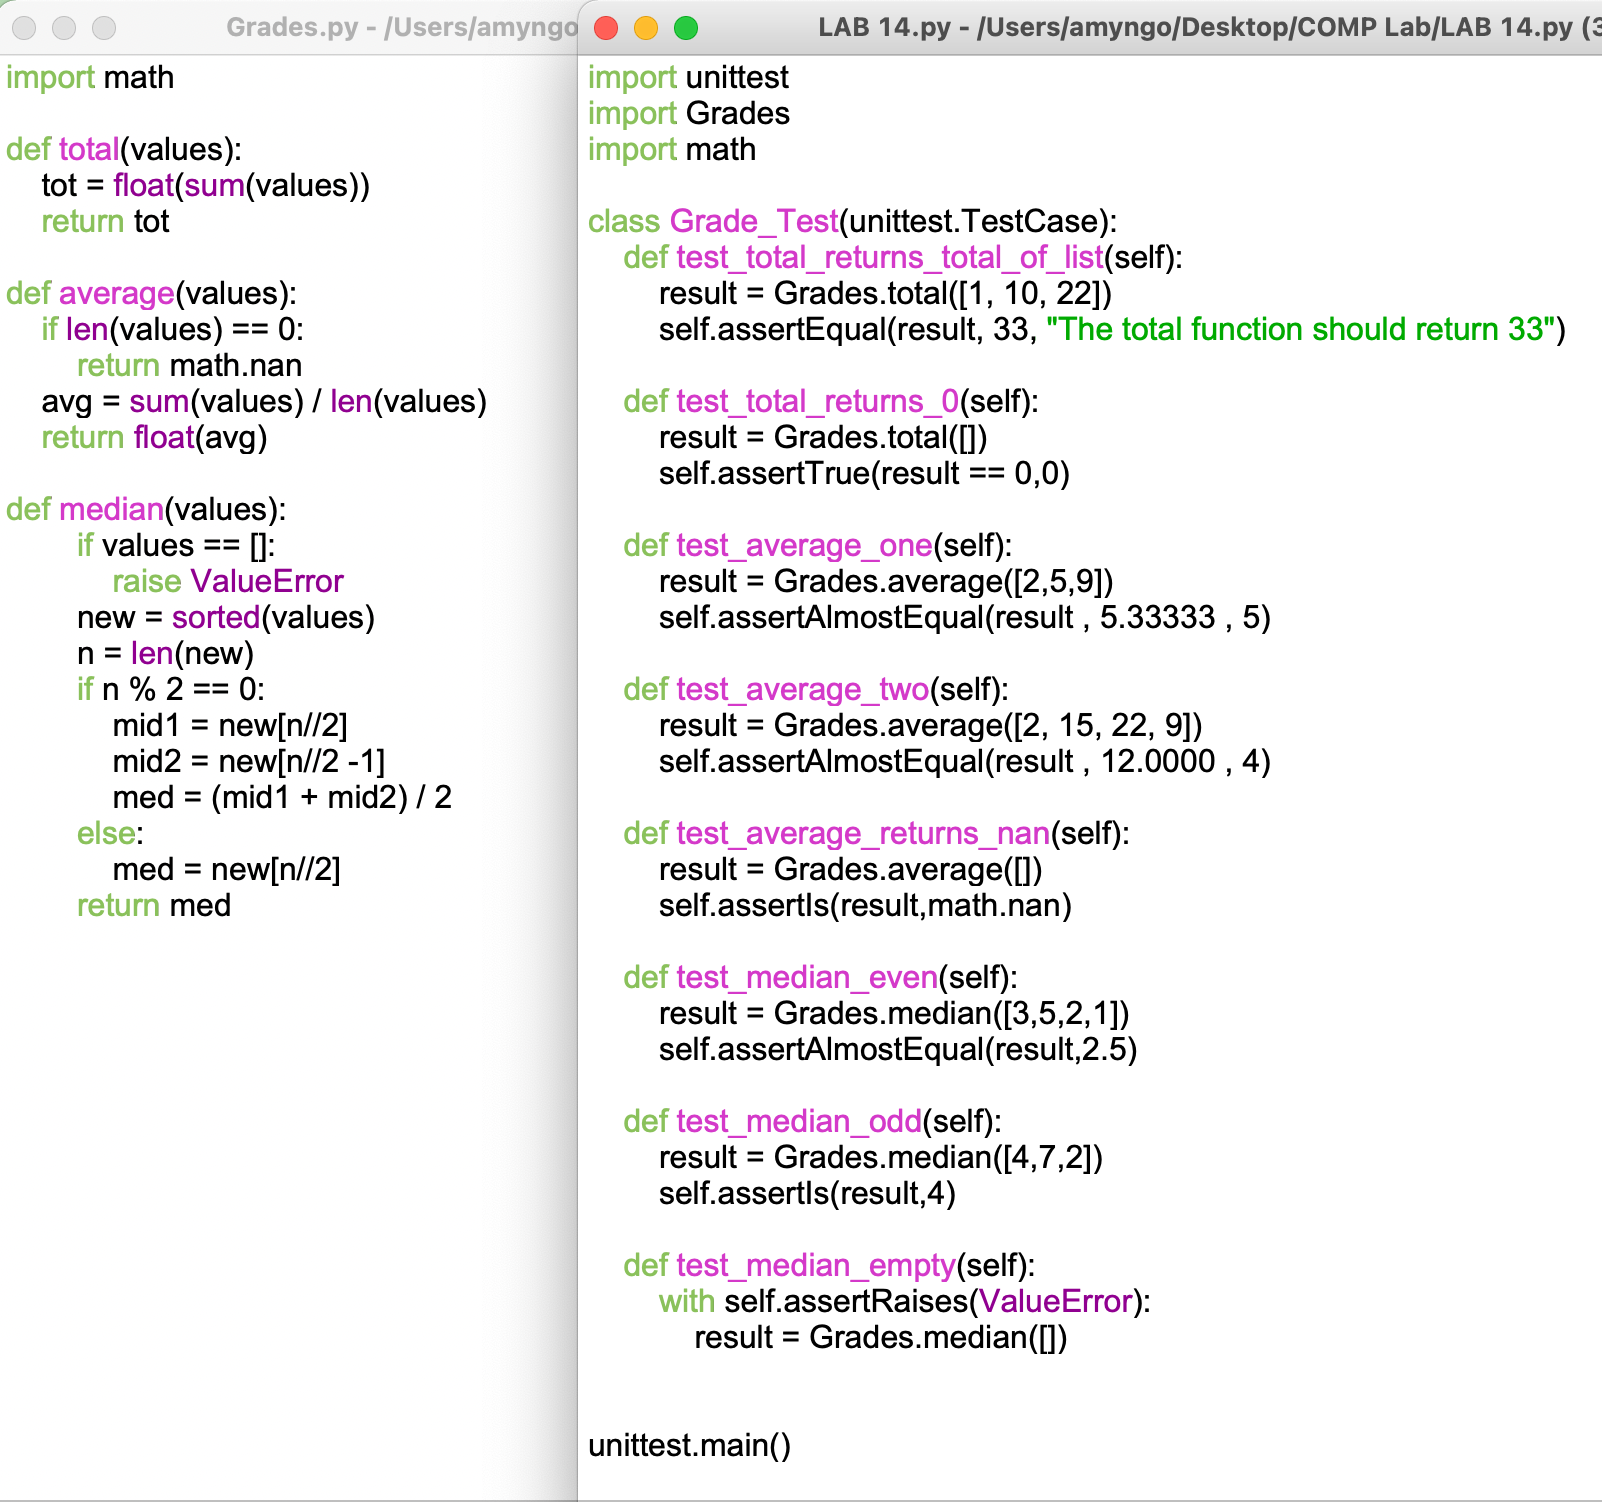 Grades.py - /Users/amyngo
import math
def total(values):
tot = float(sum(values))
return tot
def average(values):
if len(values) == 0:
return math.nan
avg = sum(values) / len(values)
return float(avg)
def median(values):
if values == []:
raise ValueError
new = sorted(values)
n = len(new)
if n % 2 == 0:
mid1 = new[n//2]
mid2 = new[n//2 -1]
med = (mid1 + mid2) / 2
else:
med = new[n//2]
return med
LAB 14.py - /Users/amyngo/Desktop/COMP Lab/LAB 14.py (3
import unittest
import Grades
import math
class Grade_Test(unittest.TestCase):
def test_total_returns_total_of_list(self):
result = Grades.total([1, 10, 22])
self.assertEqual(result, 33, "The total function should return 33")
def test_total_returns_0(self):
result = Grades.total([])
self.assertTrue(result == 0,0)
def test_average_one(self):
result = Grades.average([2,5,9])
self.assertAlmostEqual(result , 5.33333 , 5)
def test_average_two(self):
result = Grades.average([2, 15, 22, 9])
self.assertAlmostEqual(result , 12.0000 , 4)
def test_average_returns_nan(self):
result = Grades.average([])
self.assertIs(result,math.nan)
def test_median_even(self):
result = Grades.median([3,5,2,1])
self.assertAlmostEqual(result,2.5)
def test_median_odd(self):
result = Grades.median([4,7,2])
self.assertIs(result,4)
def test_median_empty(self):
with self.assertRaises(ValueError):
result = Grades.median([])
unittest.main()